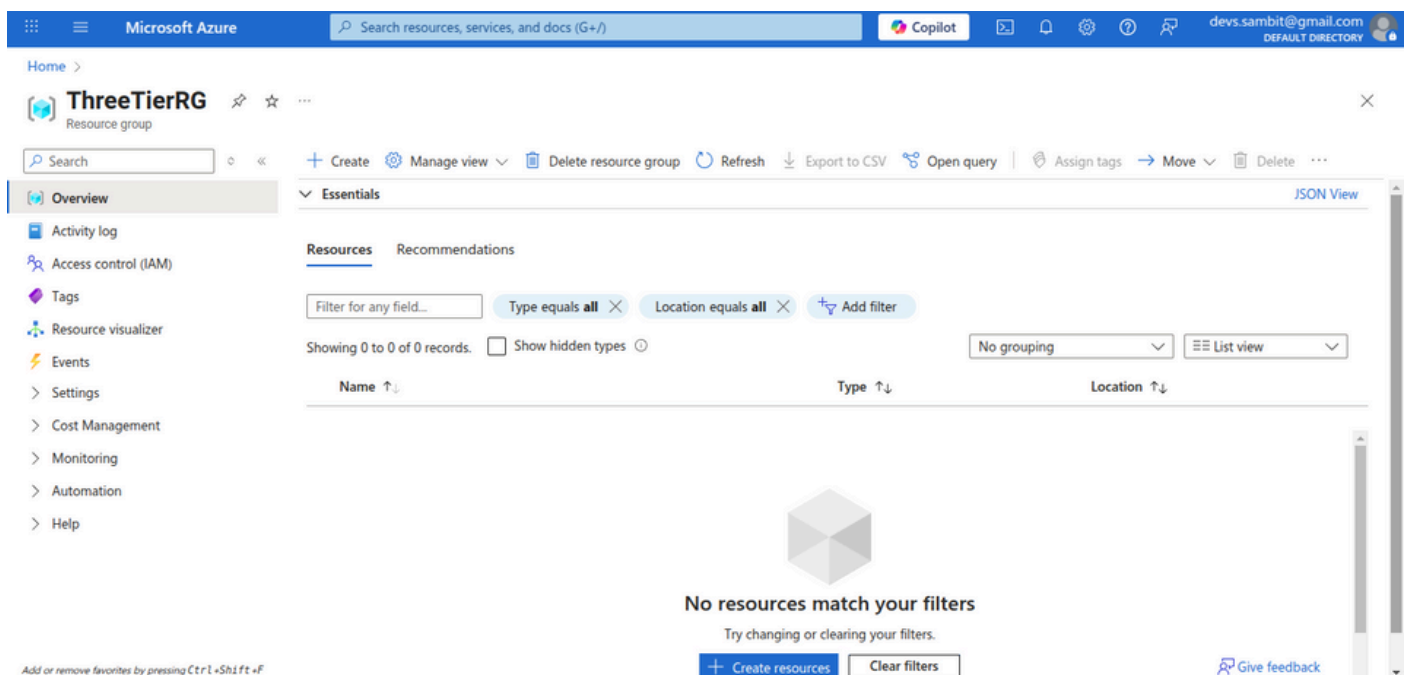 Microsoft Azure
Search resources, services, and docs (G+/)
Copilot
devs.sambit@gmail.com
DEFAULT DIRECTORY
Home >
ThreeTierRG
Resource group
Search
+ Create
Manage view
Delete resource group
Refresh
Export to CSV
Open query
Assign tags
Move
Delete
Overview
Essentials
JSON View
Activity log
Access control (IAM)
Tags
Resource visualizer
Events
Settings
Cost Management
Monitoring
Automation
Help
Resources
Recommendations
Filter for any field...
Type equals all
Location equals all
Add filter
Showing 0 to 0 of 0 records.
Show hidden types
No grouping
List view
Name ↑↓
Type ↑↓
Location ↑↓
No resources match your filters
Try changing or clearing your filters.
+ Create resources
Clear filters
Give feedback
Add or remove favorites by pressing Ctrl+Shift+F